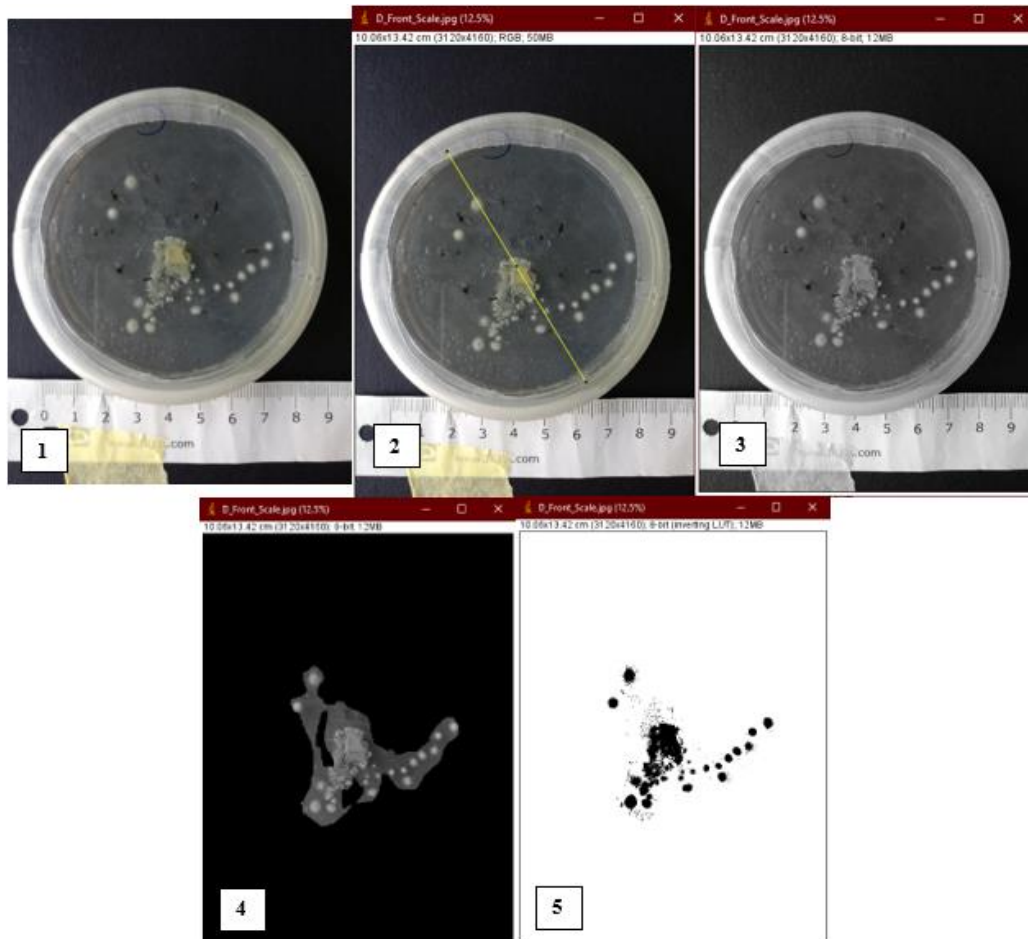 D_Front_Scale.jpg (12.5%)
10.06x13.42 cm (3120x4160); RGB; 50MB
D_Front_Scale.jpg (12.5%)
10.06x13.42 cm (3120x4160); 8-bit; 12MB
0 1 2 3 4 5 6 7 8 9
.com
1
2 3 4 5 6 7 8 9
.com
2
2 3 4 5 6 7 8 9
.com
3
D_Front_Scale.jpg (12.5%)
10.06x13.42 cm (3120x4160); 8-bit; 12MB
D_Front_Scale.jpg (12.5%)
10.06x13.42 cm (3120x4160); 8-bit (inverting LUT); 12MB
4
5